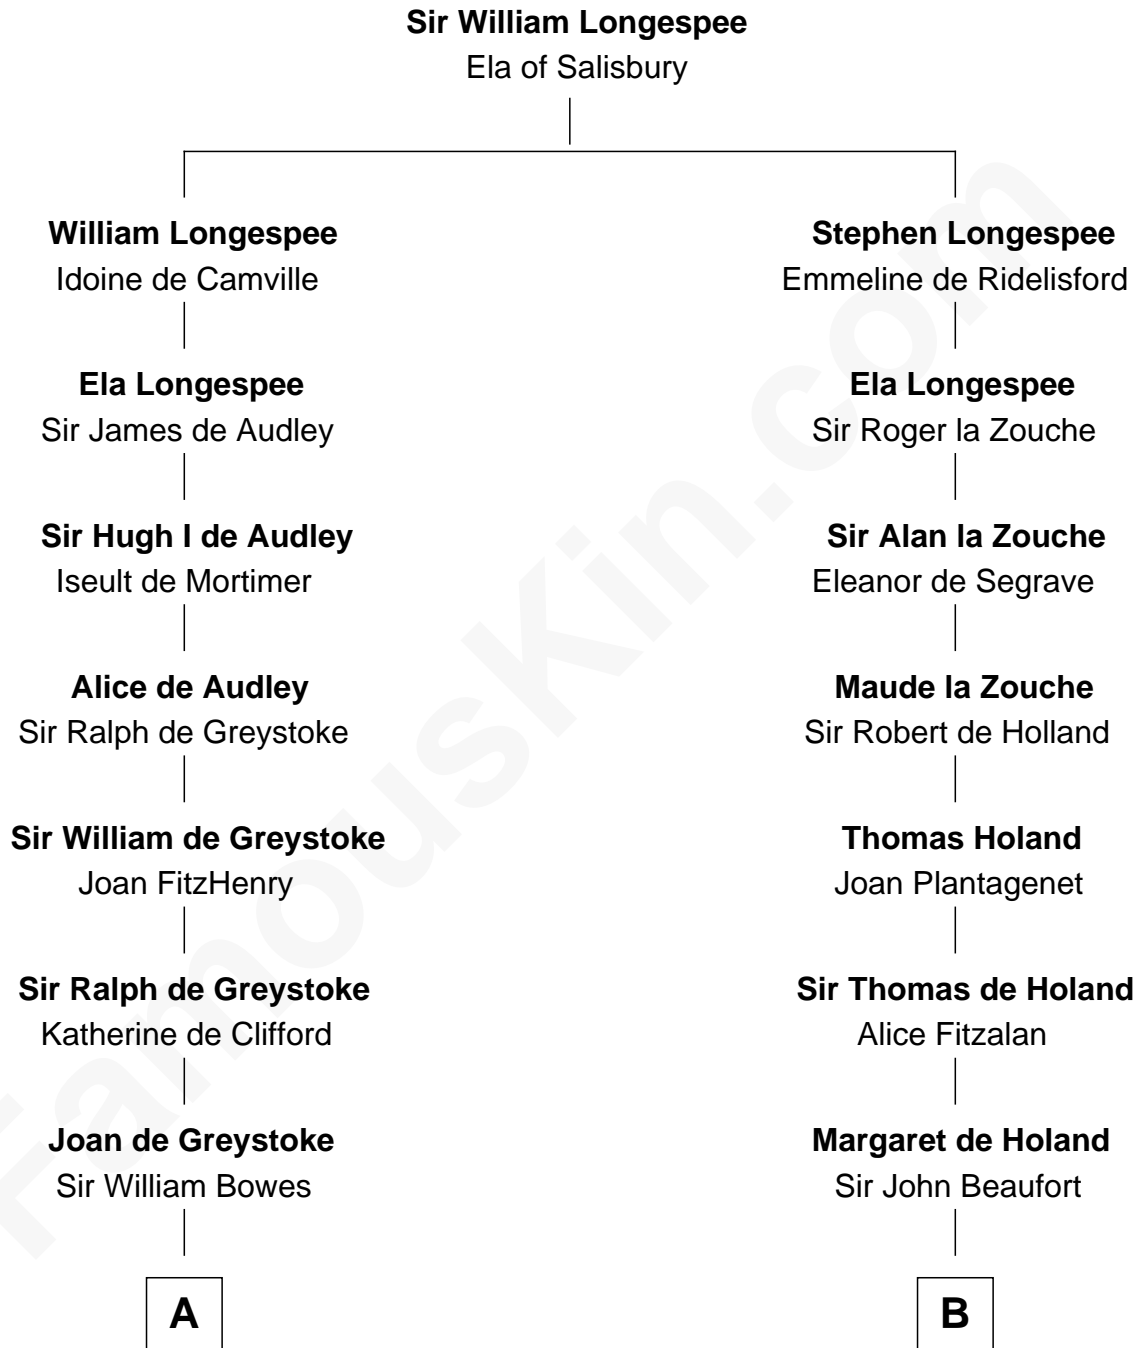 Sir William Longespee
Ela of Salisbury
William Longespee
Idoine de Camville
Stephen Longespee
Emmeline de Ridelisford
Ela Longespee
Sir James de Audley
Ela Longespee
Sir Roger la Zouche
Sir Hugh I de Audley
Iseult de Mortimer
Sir Alan la Zouche
Eleanor de Segrave
Alice de Audley
Sir Ralph de Greystoke
Maude la Zouche
Sir Robert de Holland
Sir William de Greystoke
Joan FitzHenry
Thomas Holand
Joan Plantagenet
Sir Ralph de Greystoke
Katherine de Clifford
Sir Thomas de Holand
Alice Fitzalan
Joan de Greystoke
Sir William Bowes
Margaret de Holand
Sir John Beaufort
A
B
FamousKin.com